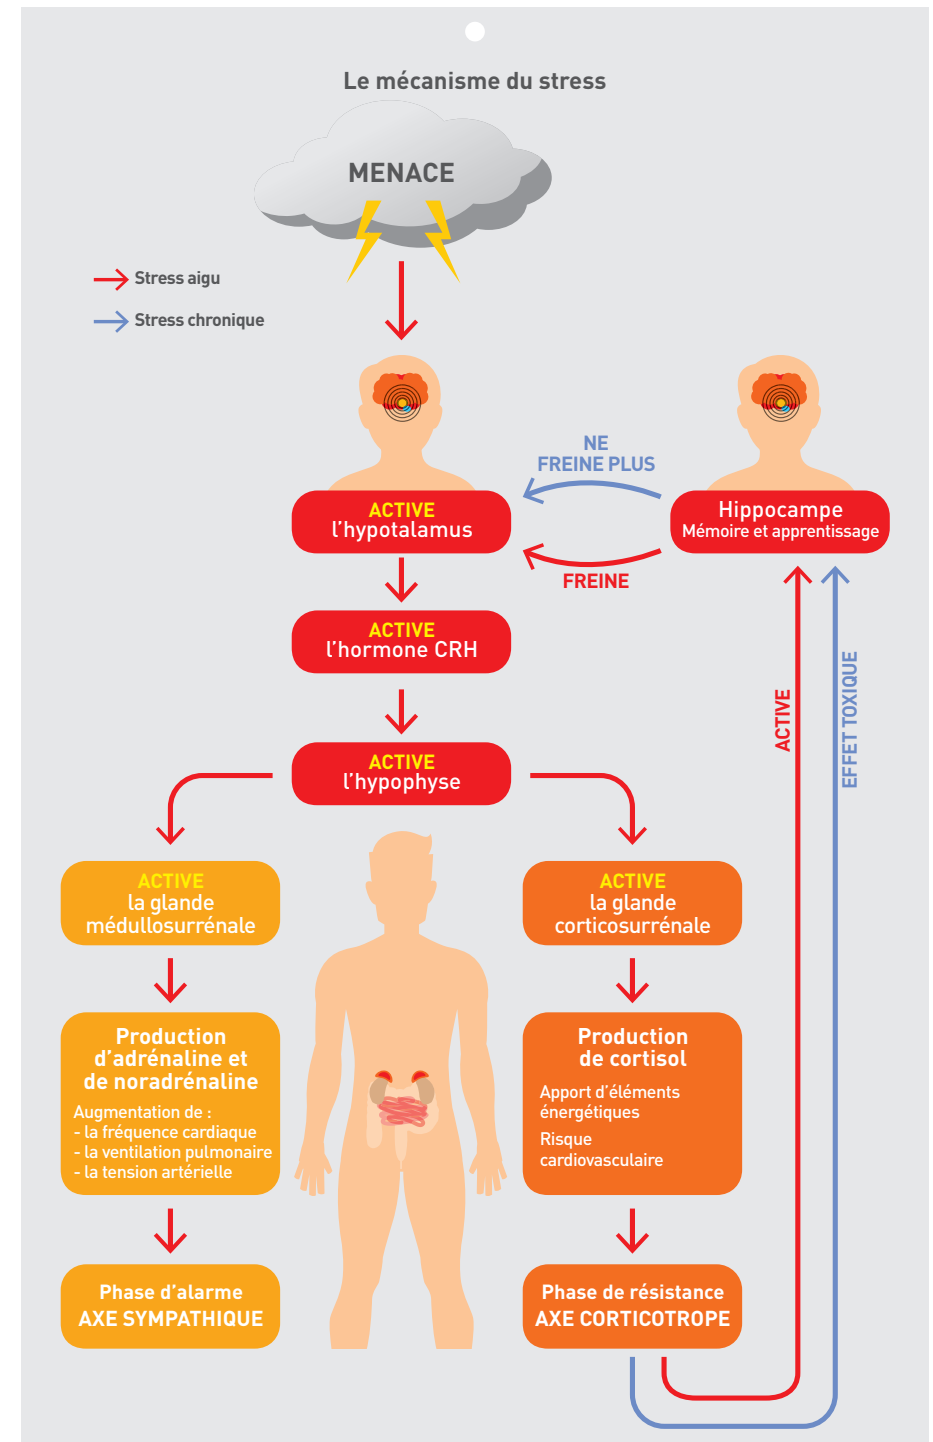 Le mécanisme du stress
MENACE
Stress aigu
Stress chronique
NE
FREINE PLUS
ACTIVE
l'hypotalamus
Hippocampe
Mémoire et apprentissage
FREINE
ACTIVE
l'hormone CRH
ACTIVE
EFFET TOXIQUE
ACTIVE
l'hypophyse
ACTIVE
la glande
médullosurrénale
ACTIVE
la glande
corticosurrénale
Production
d'adrénaline et
de noradrénaline
Augmentation de :
- la fréquence cardiaque
- la ventilation pulmonaire
- la tension artérielle
Production
de cortisol
Apport d'éléments
énergétiques
Risque
cardiovasculaire
Phase d'alarme
AXE SYMPATHIQUE
Phase de résistance
AXE CORTICOTROPE